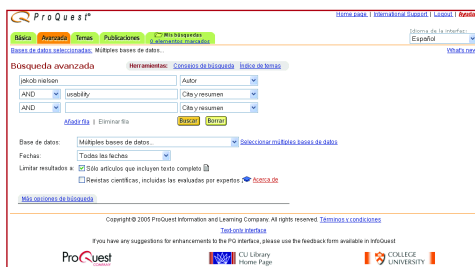 ProQuest®
Home page | International Support | Logout | Ayuda
Básica Avanzada Temas Publicaciones Mis búsquedas
0 elementos marcados
Idioma de la interfaz:
Español
Bases de datos seleccionadas: Múltiples bases de datos...
What's new
Búsqueda avanzada Herramientas: Consejos de búsqueda Índice de temas
jakob nielsen Autor
AND usability Cita y resumen
AND Cita y resumen
Añadir fila | Eliminar fila Buscar Borrar
Base de datos: Múltiples bases de datos... Seleccionar múltiples bases de datos
Fechas: Todas las fechas
Limitar resultados a: Sólo artículos que incluyen texto completo
Revistas científicas, incluidas las evaluadas por expertos Acerca de
Más opciones de búsqueda
Copyright © 2005 ProQuest Information and Learning Company. All rights reserved. Términos y condiciones
Text-only interface
If you have any suggestions for enhancements to the PQ interface, please use the feedback form available in InfoQuest
ProQuest
COMPANY
CU Library
Home Page
COLLEGE
UNIVERSITY